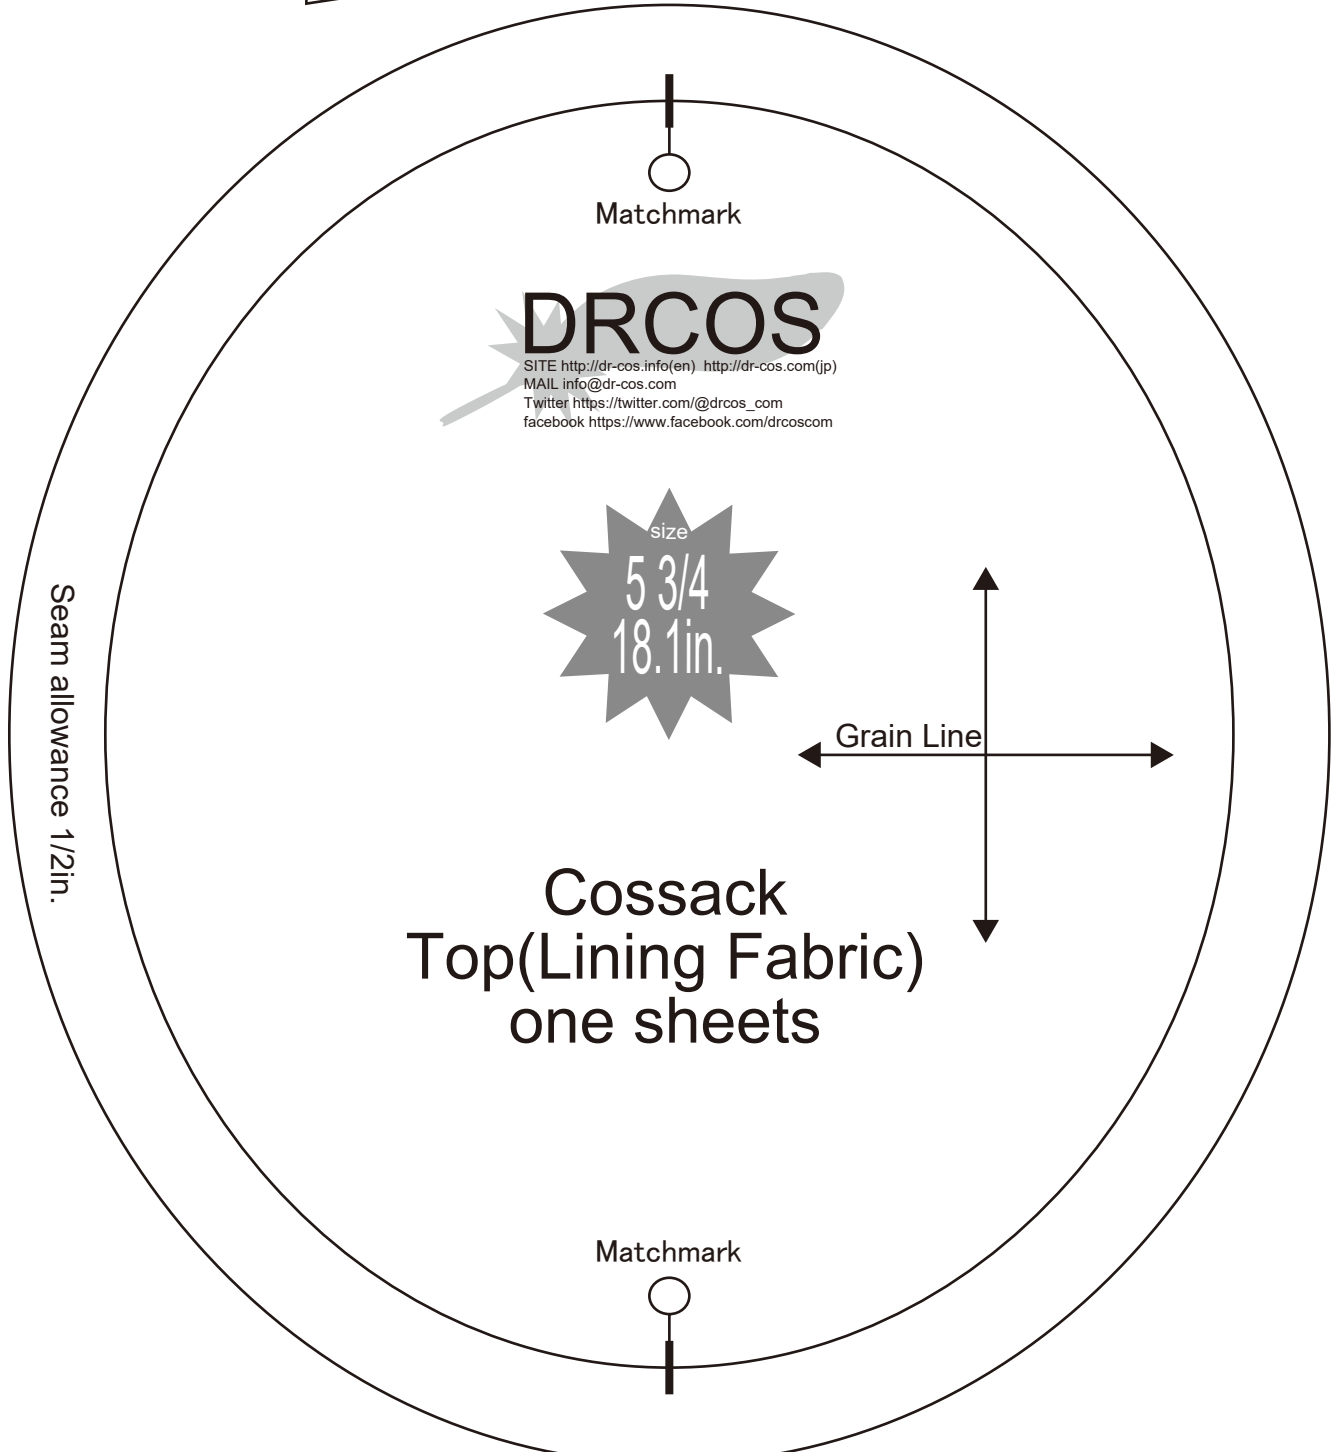 Matchmark
DRCOS
SITE http://dr-cos.info(en) http://dr-cos.com(jp)
MAIL info@dr-cos.com
Twitter https://twitter.com/@drcos_com
facebook https://www.facebook.com/drcoscom
size
5 3/4
18.1in.
Seam allowance 1/2in.
Grain Line
Cossack
Top(Lining Fabric)
one sheets
Matchmark